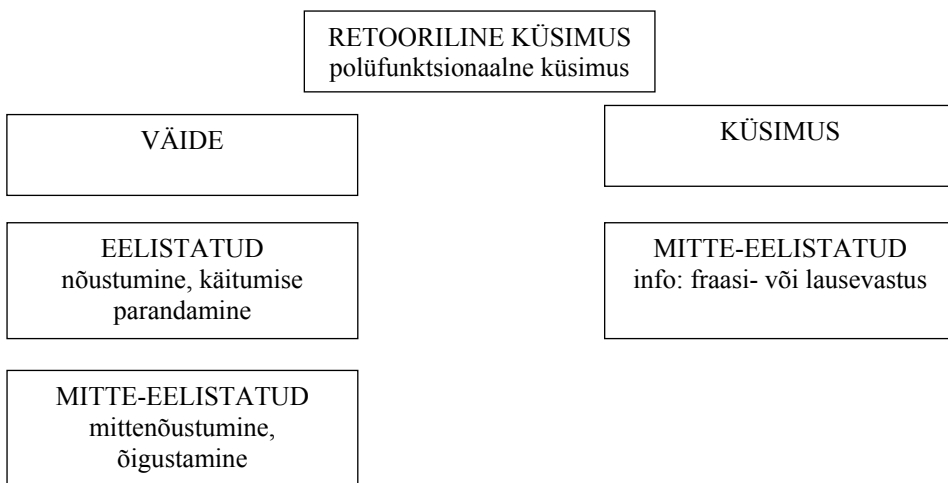 RETOORILINE KÜSIMUS
polüfunktsionaalne küsimus
VÄIDE
KÜSIMUS
EELISTATUD
nõustumine, käitumise
parandamine
MITTE-EELISTATUD
info: fraasi- või lausevastus
MITTE-EELISTATUD
mittenõustumine,
õigustamine